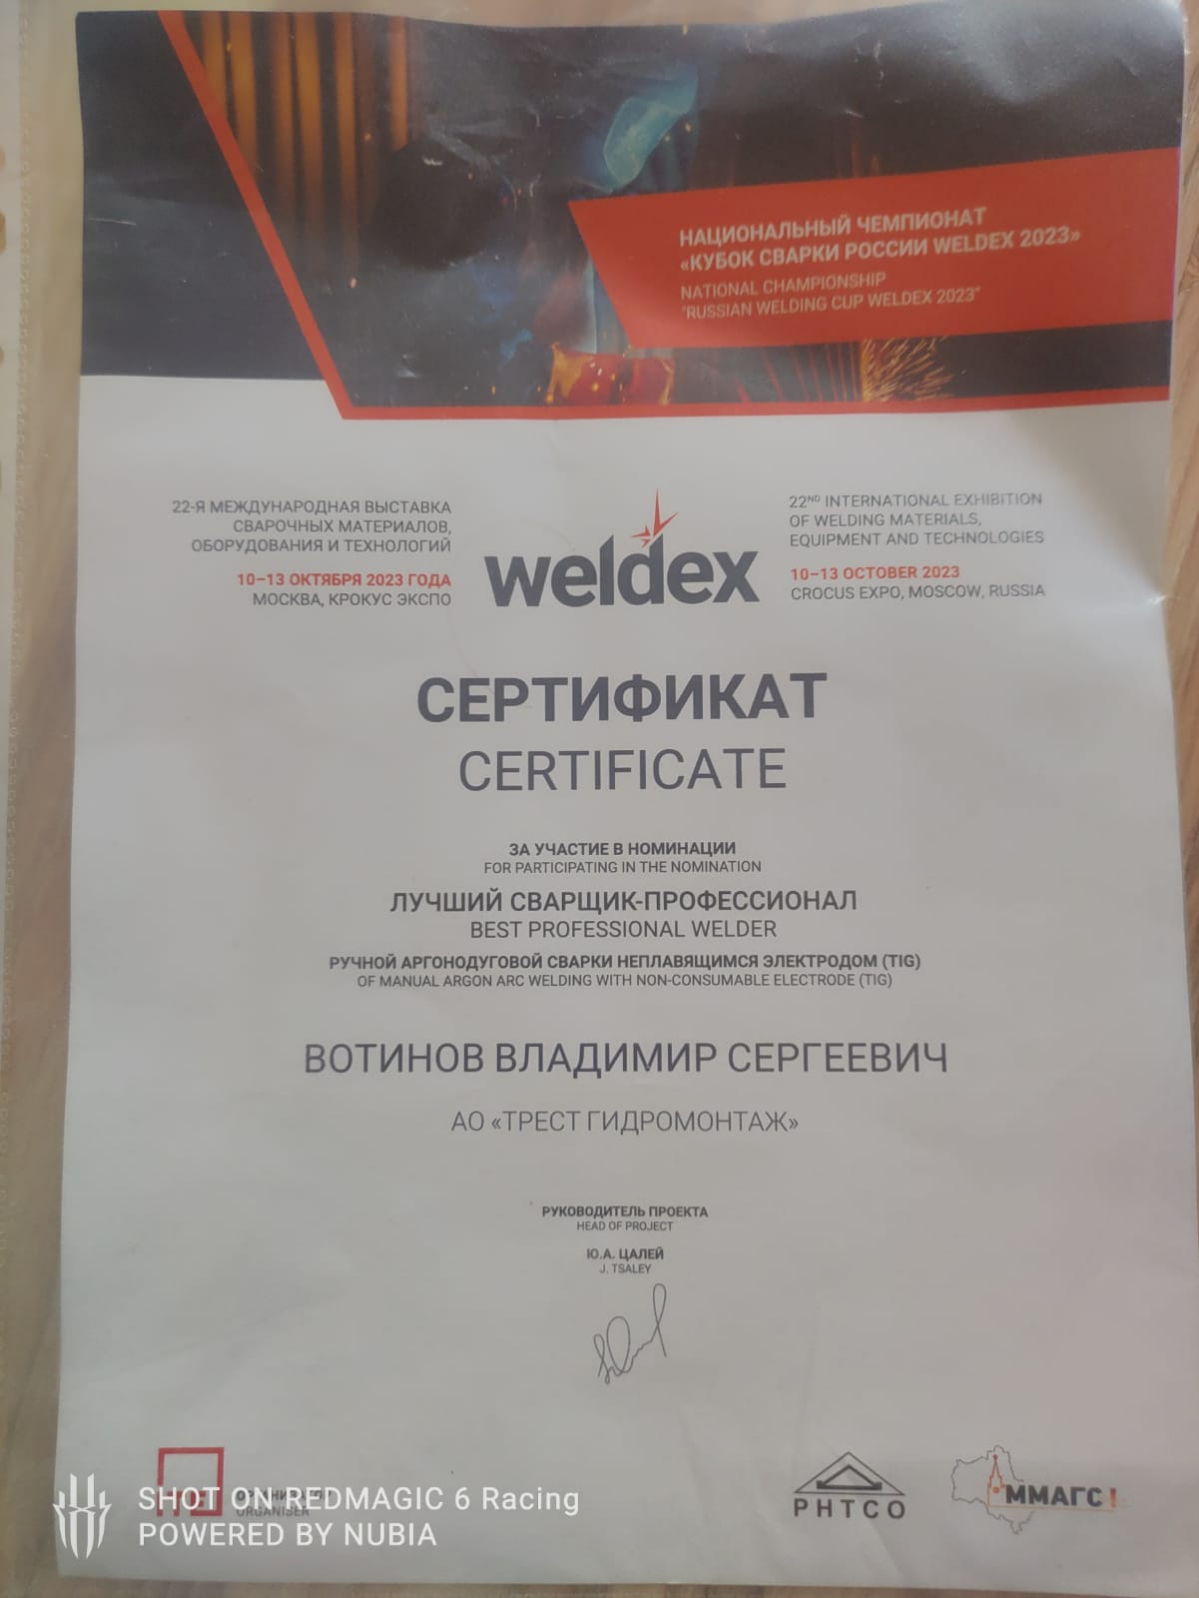 НАЦИОНАЛЬНЫЙ ЧЕМПИОНАТ
«КУБОК СВАРКИ РОССИИ WELDEX 2023»
NATIONAL CHAMPIONSHIP
"RUSSIAN WELDING CUP WELDEX 2023"
22-Я МЕЖДУНАРОДНАЯ ВЫСТАВКА
СВАРОЧНЫХ МАТЕРИАЛОВ,
ОБОРУДОВАНИЯ И ТЕХНОЛОГИЙ
10–13 ОКТЯБРЯ 2023 ГОДА
МОСКВА, КРОКУС ЭКСПО
weldex
22ND INTERNATIONAL EXHIBITION
OF WELDING MATERIALS,
EQUIPMENT AND TECHNOLOGIES
10–13 OCTOBER 2023
CROCUS EXPO, MOSCOW, RUSSIA
СЕРТИФИКАТ
CERTIFICATE
ЗА УЧАСТИЕ В НОМИНАЦИИ
FOR PARTICIPATING IN THE NOMINATION
ЛУЧШИЙ СВАРЩИК-ПРОФЕССИОНАЛ
BEST PROFESSIONAL WELDER
РУЧНОЙ АРГОНОДУГОВОЙ СВАРКИ НЕПЛАВЯЩИМСЯ ЭЛЕКТРОДОМ (TIG)
OF MANUAL ARGON ARC WELDING WITH NON-CONSUMABLE ELECTRODE (TIG)
ВОТИНОВ ВЛАДИМИР СЕРГЕЕВИЧ
АО «ТРЕСТ ГИДРОМОНТАЖ»
РУКОВОДИТЕЛЬ ПРОЕКТА
HEAD OF PROJECT
Ю.А. ЦАЛЕЙ
J. TSALEY
ORGANISER
РНТСО
ММАГС!
SHOT ON REDMAGIC 6 Racing
POWERED BY NUBIA